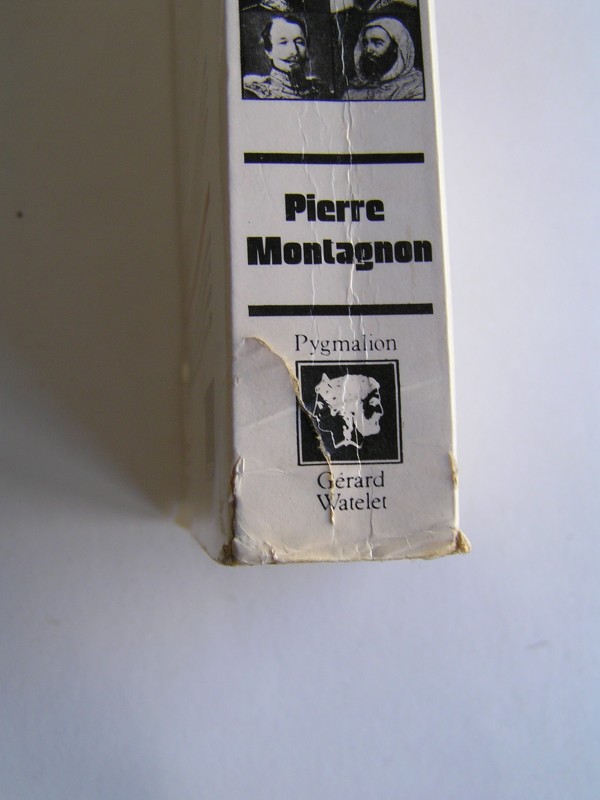 Pierre
Montagnon
Pygmalion
Gérard
Watelet